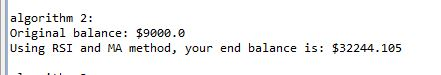 algorithm 2:
Original balance: $9000.0
Using RSI and MA method, your end balance is: $32244.105